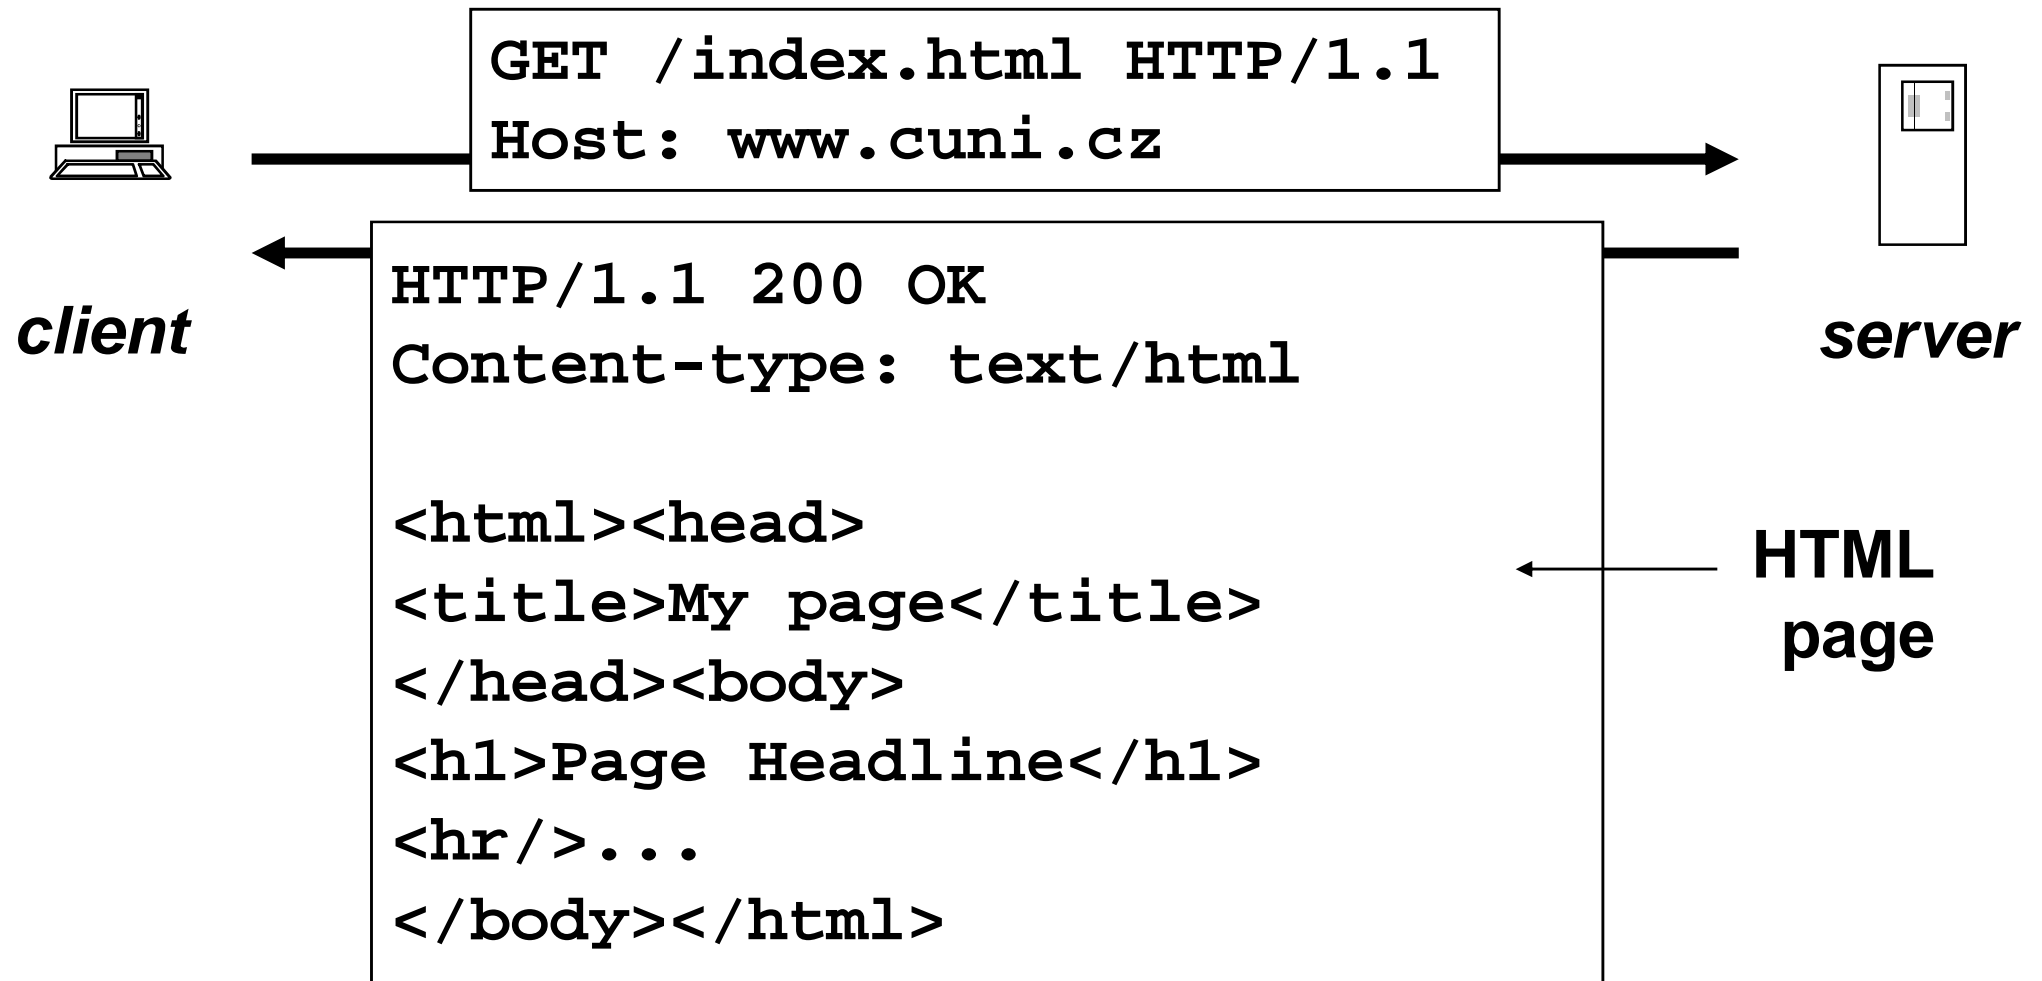 GET /index.html HTTP/1.1
Host: www.cuni.cz
client
server
HTTP/1.1 200 OK
Content-type: text/html
<html><head>
<title>My page</title>
</head><body>
<h1>Page Headline</h1>
<hr/>...
</body></html>
HTML
page